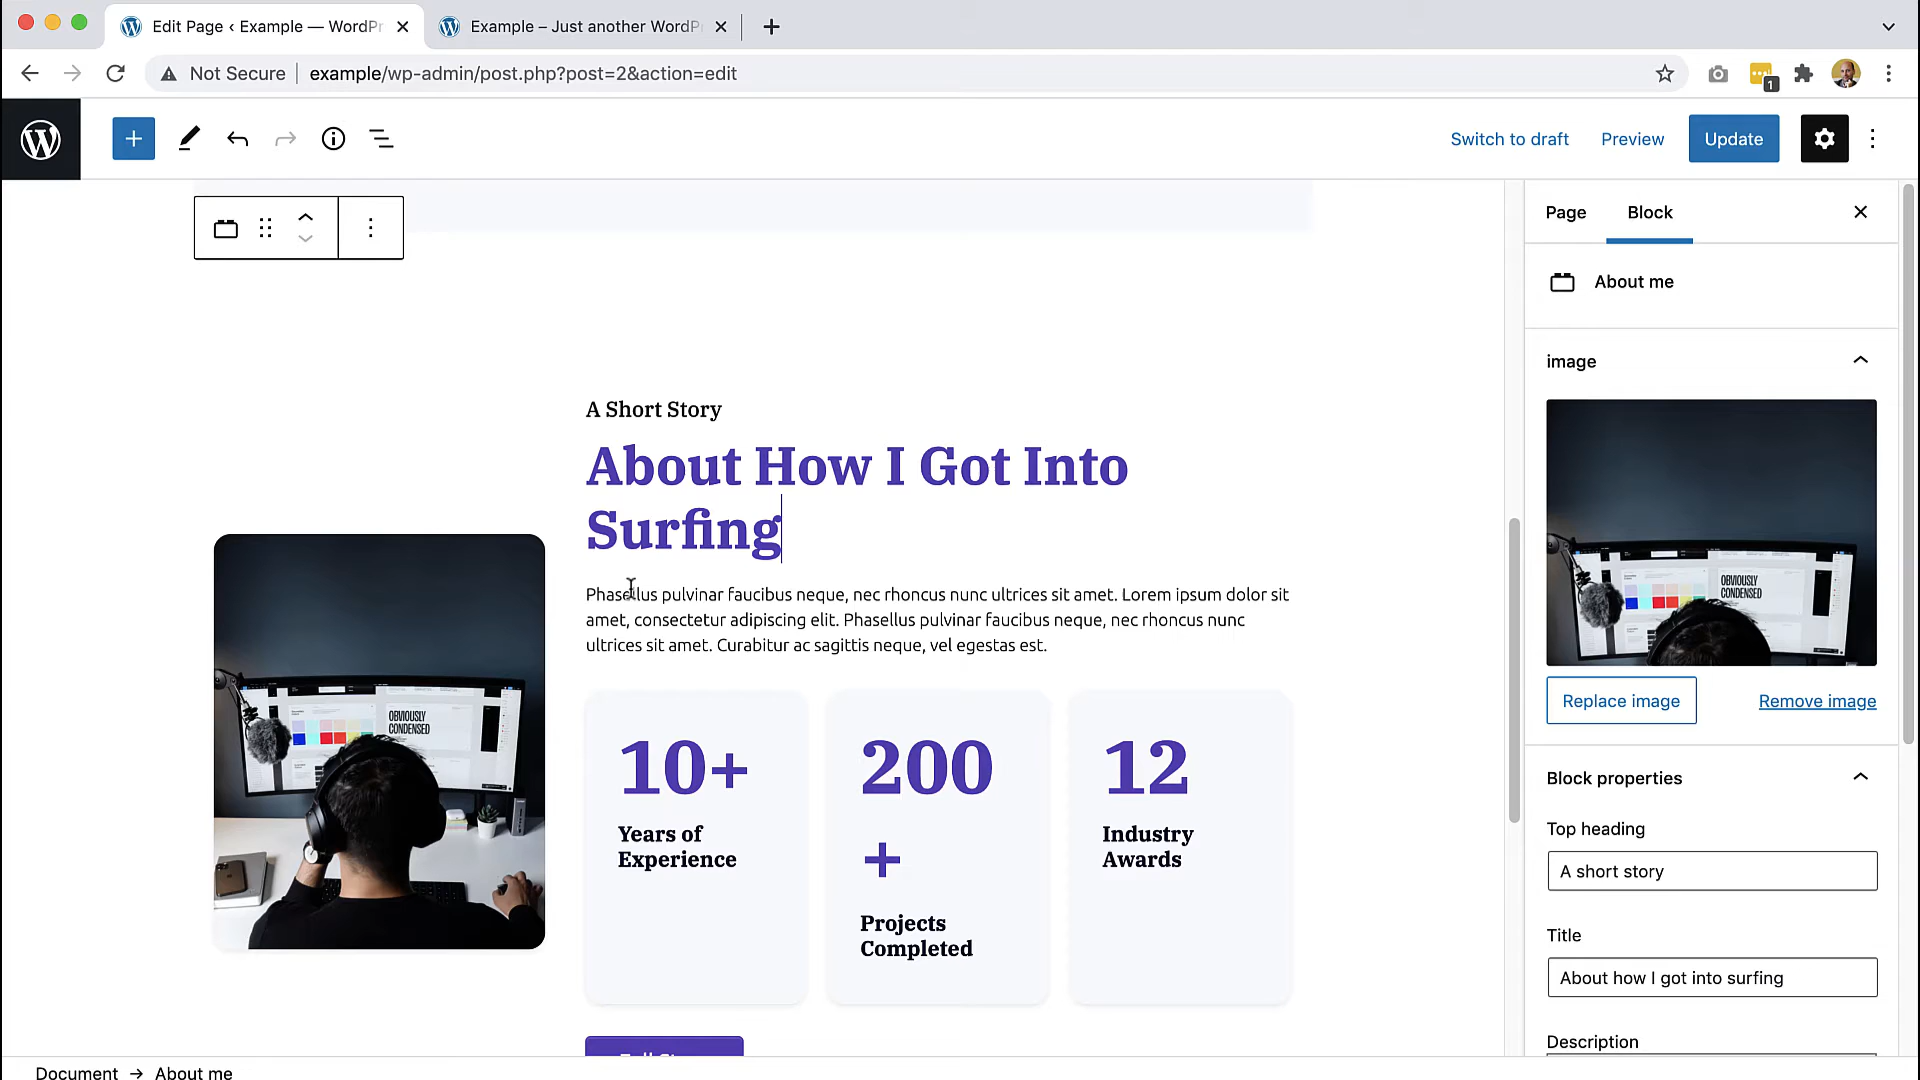 Edit Page ‹ Example — WordPr
Example – Just another WordP
Not Secure
example/wp-admin/post.php?post=2&action=edit
1
Switch to draft
Preview
Update
Page
Block
About me
image
A Short Story
About How I Got Into
Surfing
Phasellus pulvinar faucibus neque, nec rhoncus nunc ultrices sit amet. Lorem ipsum dolor sit
amet, consectetur adipiscing elit. Phasellus pulvinar faucibus neque, nec rhoncus nunc
ultrices sit amet. Curabitur ac sagittis neque, vel egestas est.
OBVIOUSLY
CONDENSED
10+
Years of
Experience
200
+
Projects
Completed
12
Industry
Awards
Replace image
Remove image
Block properties
Top heading
A short story
Title
About how I got into surfing
Description
Document → About me